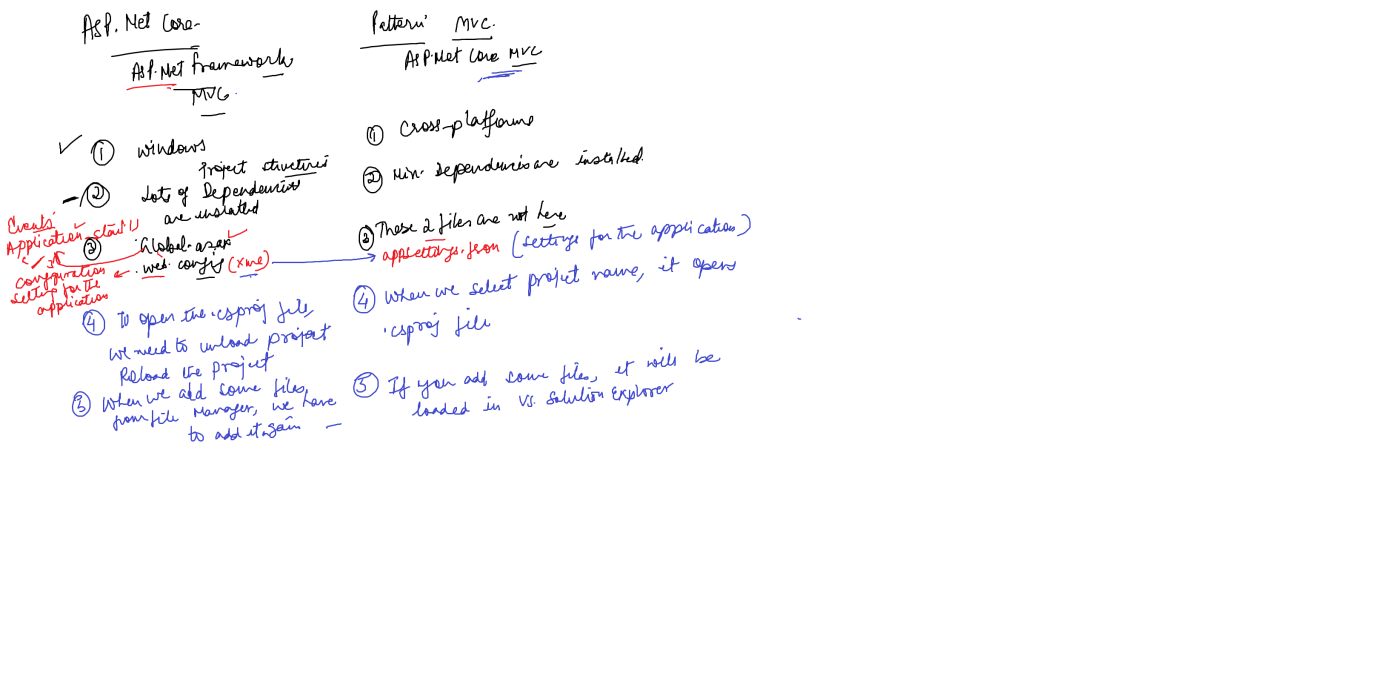 ASP. Net Core-
ASP.Net Framework
MVC.
① Windows
Project structures
② Lots of Dependencies
are installed
③ Global.asax
web.config (xml)
Events
Application_start()
configuration
setup for the
application
④ To open the .csproj file,
we need to unload project
Reload the project
⑤ When we add some files,
from file Manager, we have
to add it again
Pattern MVC.
ASP.Net Core MVC
① Cross-platforms
② Min. Dependencies are installed.
③ These 2 files are not here
appsettings.json (settings for the application)
④ When we select project name, it opens
.csproj file
⑤ If you add some files, it will be
loaded in VS. Solution Explorer